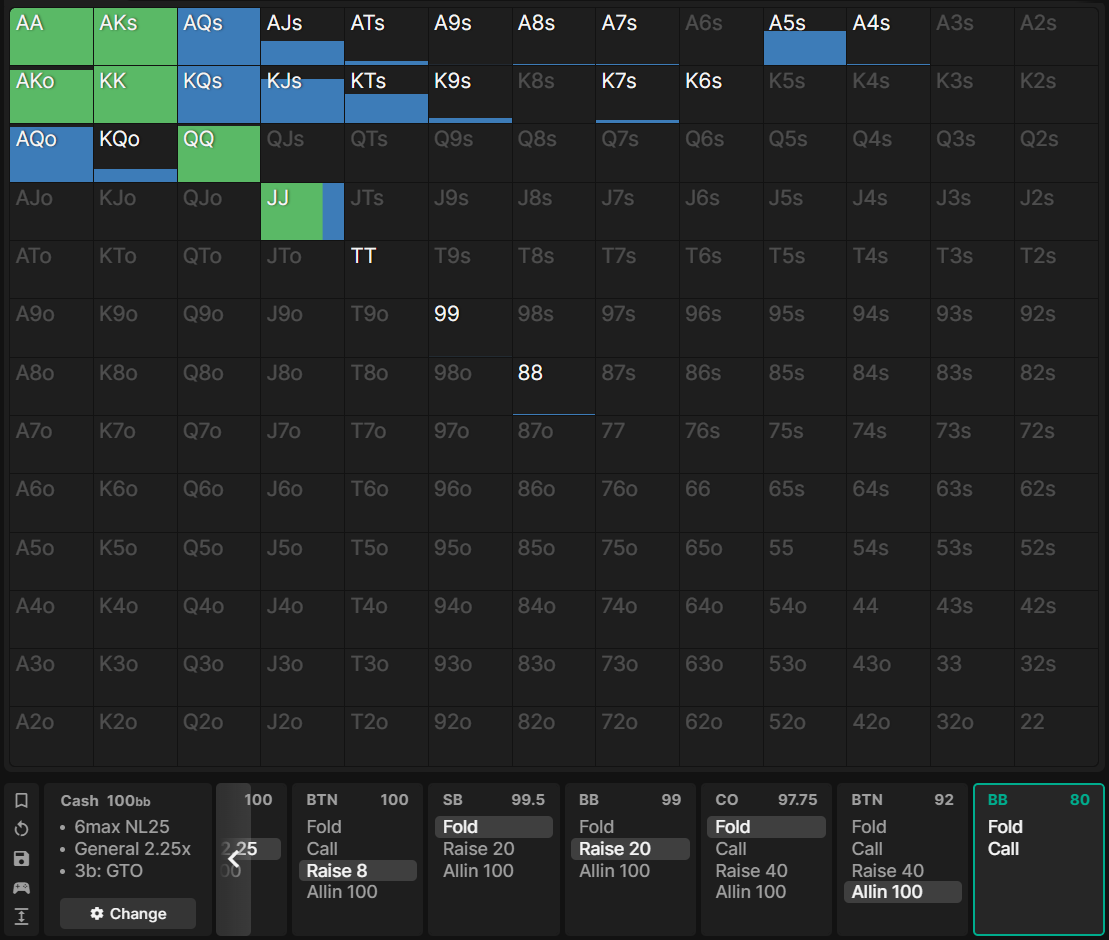 AA AKs AQs AJs ATs A9s A8s A7s A6s A5s A4s A3s A2s
AKo KK KQs KJs KTs K9s K8s K7s K6s K5s K4s K3s K2s
AQo KQo QQ QJs QTs Q9s Q8s Q7s Q6s Q5s Q4s Q3s Q2s
AJo KJo QJo JJ JTs J9s J8s J7s J6s J5s J4s J3s J2s
ATo KTo QTo JTo TT T9s T8s T7s T6s T5s T4s T3s T2s
A9o K9o Q9o J9o T9o 99 98s 97s 96s 95s 94s 93s 92s
A8o K8o Q8o J8o T8o 98o 88 87s 86s 85s 84s 83s 82s
A7o K7o Q7o J7o T7o 97o 87o 77 76s 75s 74s 73s 72s
A6o K6o Q6o J6o T6o 96o 86o 76o 66 65s 64s 63s 62s
A5o K5o Q5o J5o T5o 95o 85o 75o 65o 55 54s 53s 52s
A4o K4o Q4o J4o T4o 94o 84o 74o 64o 54o 44 43s 42s
A3o K3o Q3o J3o T3o 93o 83o 73o 63o 53o 43o 33 32s
A2o K2o Q2o J2o T2o 92o 82o 72o 62o 52o 42o 32o 22
Cash 100bb
• 6max NL25
• General 2.25x
• 3b: GTO
Change
100
2.25
00
BTN 100
Fold
Call
Raise 8
Allin 100
SB 99.5
Fold
Raise 20
Allin 100
BB 99
Fold
Raise 20
Allin 100
CO 97.75
Fold
Call
Raise 40
Allin 100
BTN 92
Fold
Call
Raise 40
Allin 100
BB 80
Fold
Call